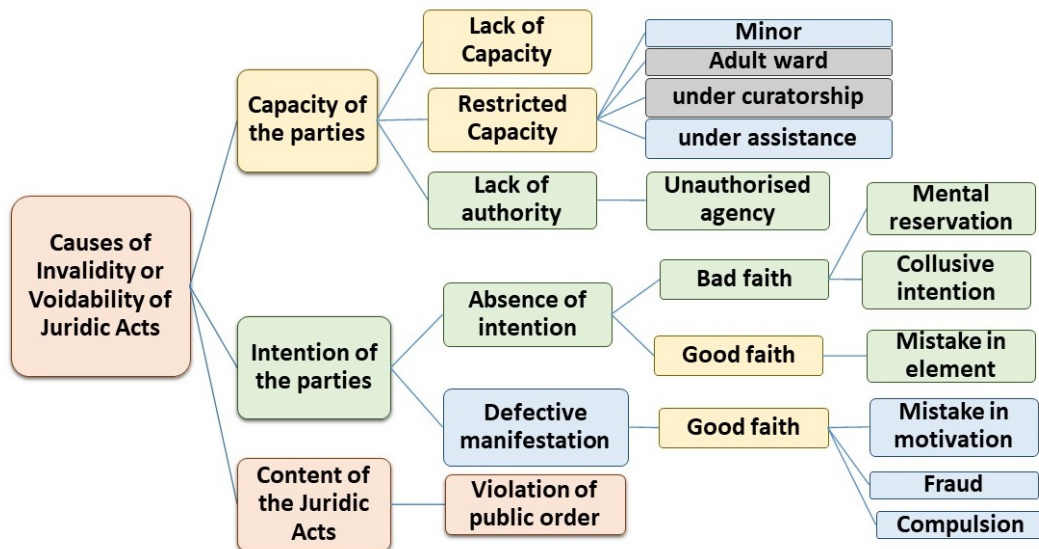 Causes of
Invalidity or
Voidability of
Juridic Acts
Capacity of
the parties
Lack of
Capacity
Restricted
Capacity
Minor
Adult ward
under curatorship
under assistance
Lack of
authority
Unauthorised
agency
Intention of
the parties
Absence of
intention
Bad faith
Mental
reservation
Collusive
intention
Good faith
Mistake in
element
Defective
manifestation
Good faith
Mistake in
motivation
Fraud
Compulsion
Content of
the Juridic
Acts
Violation of
public order